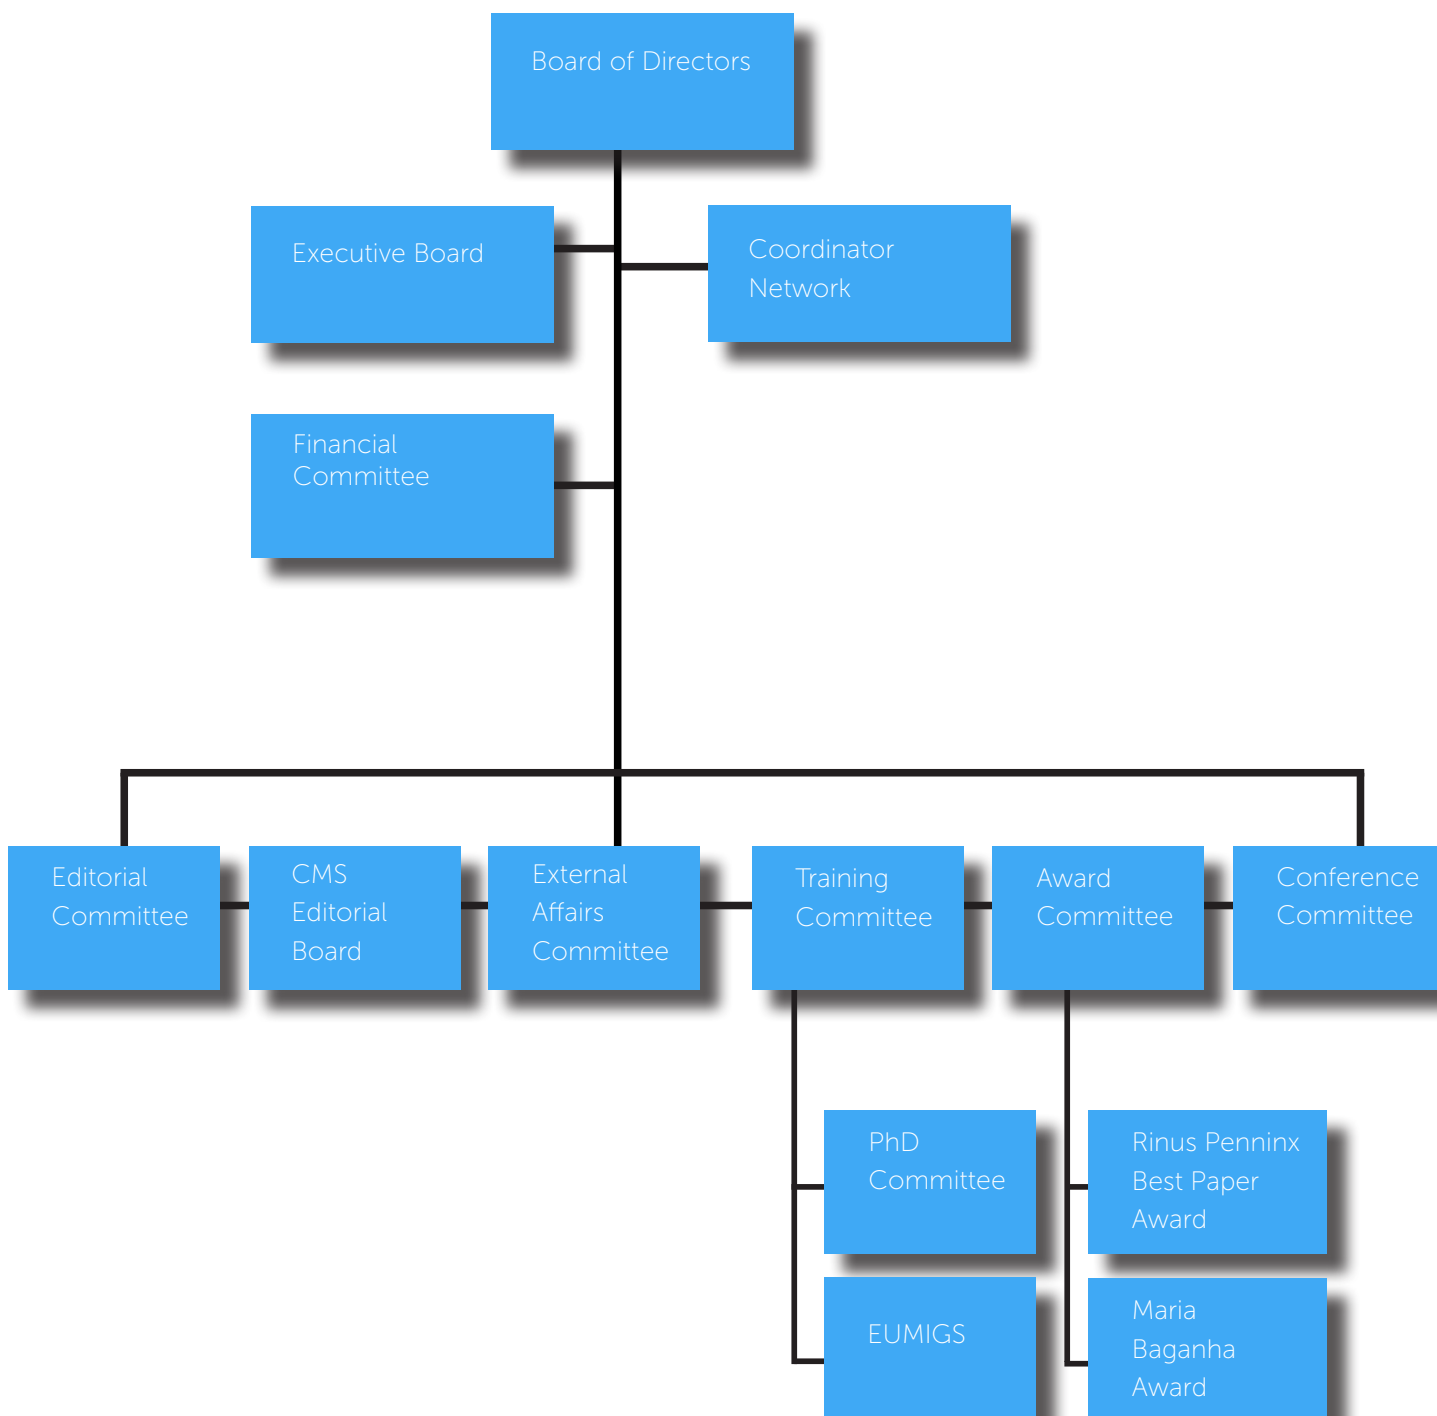 Board of Directors
Executive Board
Coordinator
Network
Financial
Committee
Editorial
Committee
CMS
Editorial
Board
External
Affairs
Committee
Training
Committee
Award
Committee
Conference
Committee
PhD
Committee
Rinus Penninx
Best Paper
Award
EUMIGS
Maria
Baganha
Award